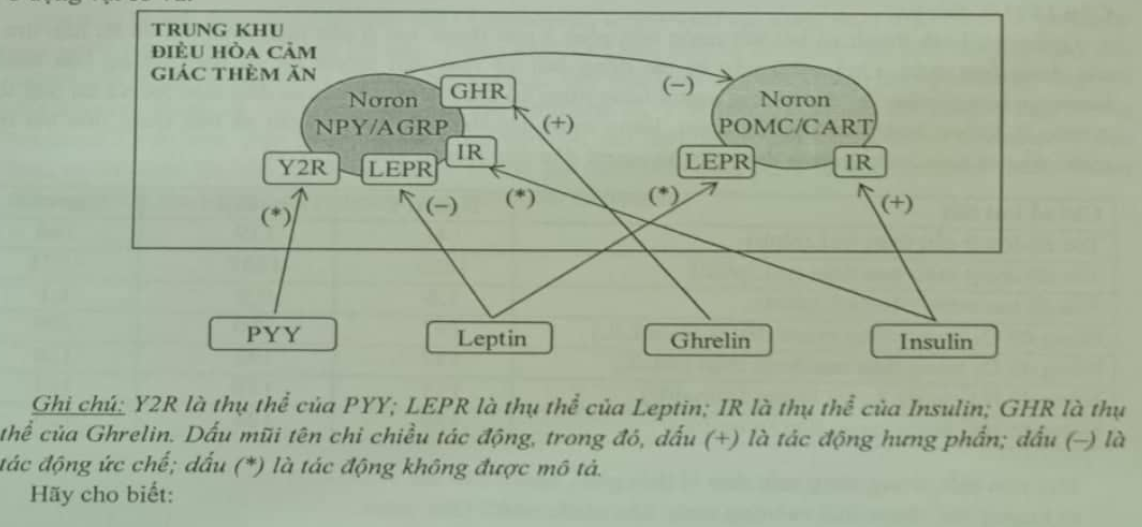 TRUNG KHU
ĐIỀU HÒA CẢM
GIÁC THÈM ĂN
Nơron
NPY/AGRP
GHR
(–)
Nơron
POMC/CART
(+)
Y2R
LEPR
IR
LEPR
IR
(*)
(–)
(*)
(*)
(+)
PYY
Leptin
Ghrelin
Insulin
Ghi chú: Y2R là thụ thể của PYY; LEPR là thụ thể của Leptin; IR là thụ thể của Insulin; GHR là thụ
thể của Ghrelin. Dấu mũi tên chỉ chiều tác động, trong đó, dấu (+) là tác động hưng phấn; dấu (–) là
tác động ức chế; dấu (*) là tác động không được mô tả.
Hãy cho biết: